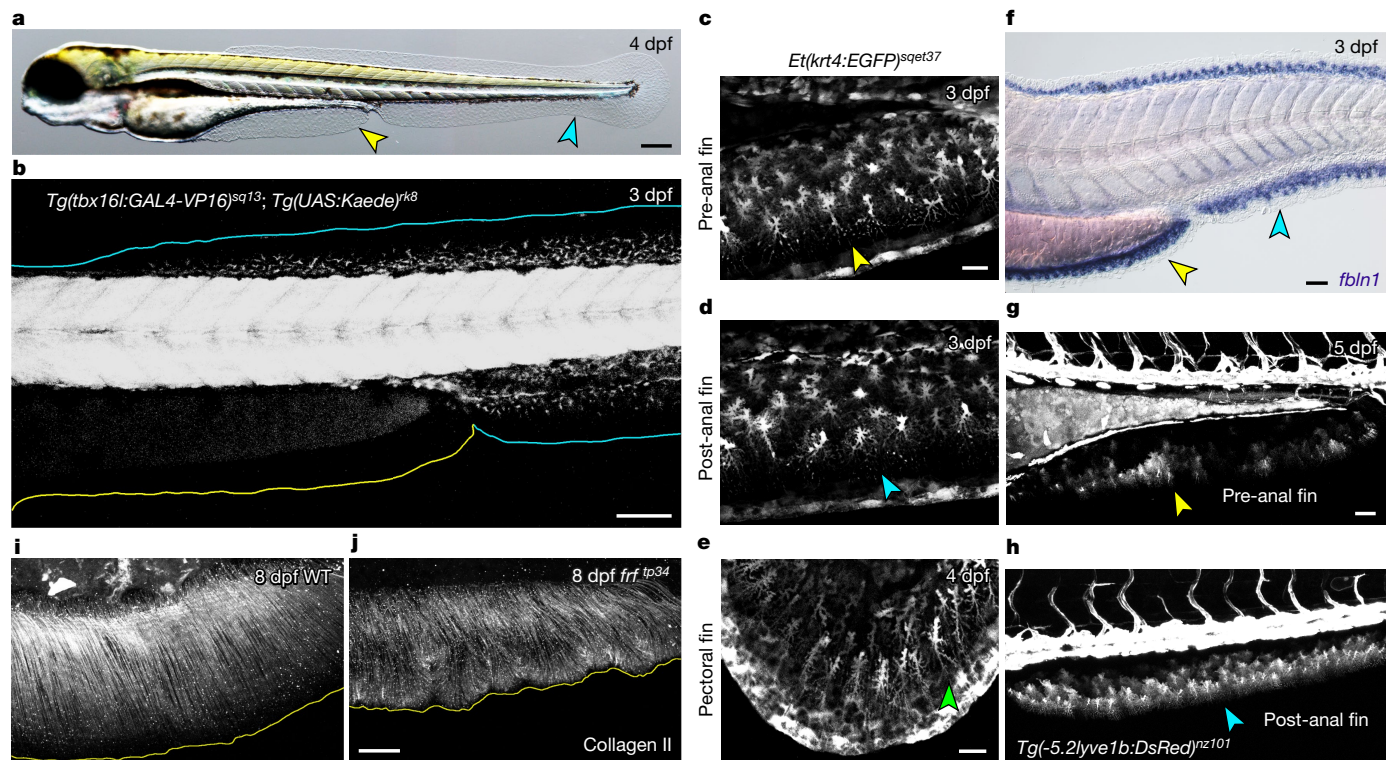 a
4 dpf
b
Tg(tbx16l:GAL4-VP16)sq13; Tg(UAS:Kaede)rk8
3 dpf
c
Et(krt4:EGFP)sqet37
3 dpf
Pre-anal fin
d
3 dpf
Post-anal fin
e
4 dpf
Pectoral fin
f
3 dpf
fbln1
g
5 dpf
Pre-anal fin
h
Post-anal fin
Tg(-5.2lyve1b:DsRed)nz101
i
8 dpf WT
j
8 dpf frf tp34
Collagen II